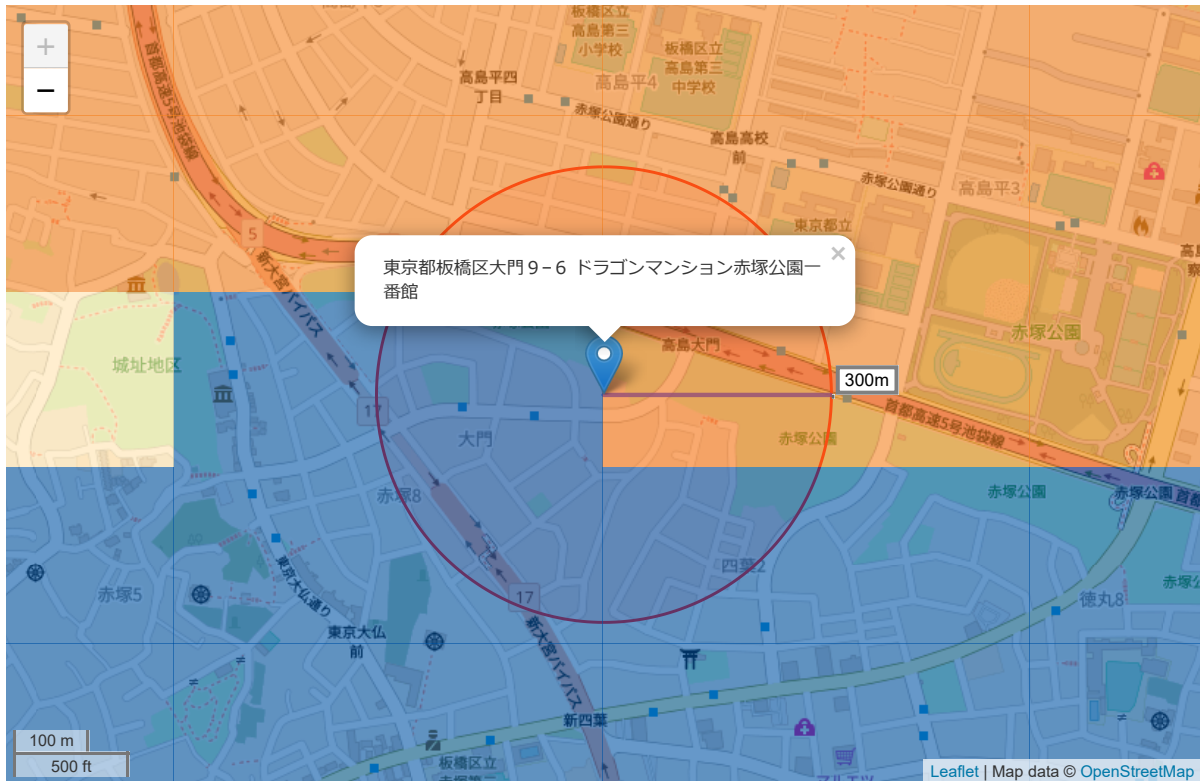 +
−
板橋区立
高島第三
小学校
板橋区立
高島第三
中学校
高島平4
高島平四
丁目
赤塚公園通り
高島高校
前
赤塚公園通り
高島平3
首都高速5号池袋線
東京都立
5
新大宮バイパス
東京都板橋区大門9−6 ドラゴンマンション赤塚公園一
番館
×
城址地区
高島大門
赤塚公園
300m
17
大門
赤塚公園
首都高速5号池袋線
赤塚8
赤塚公園
赤塚公園
四葉2
17
赤塚5
東京大仏通り
徳丸8
東京大仏
前
新大宮バイパス
新四葉
板橋区立
100 m
500 ft
Leaflet | Map data © OpenStreetMap